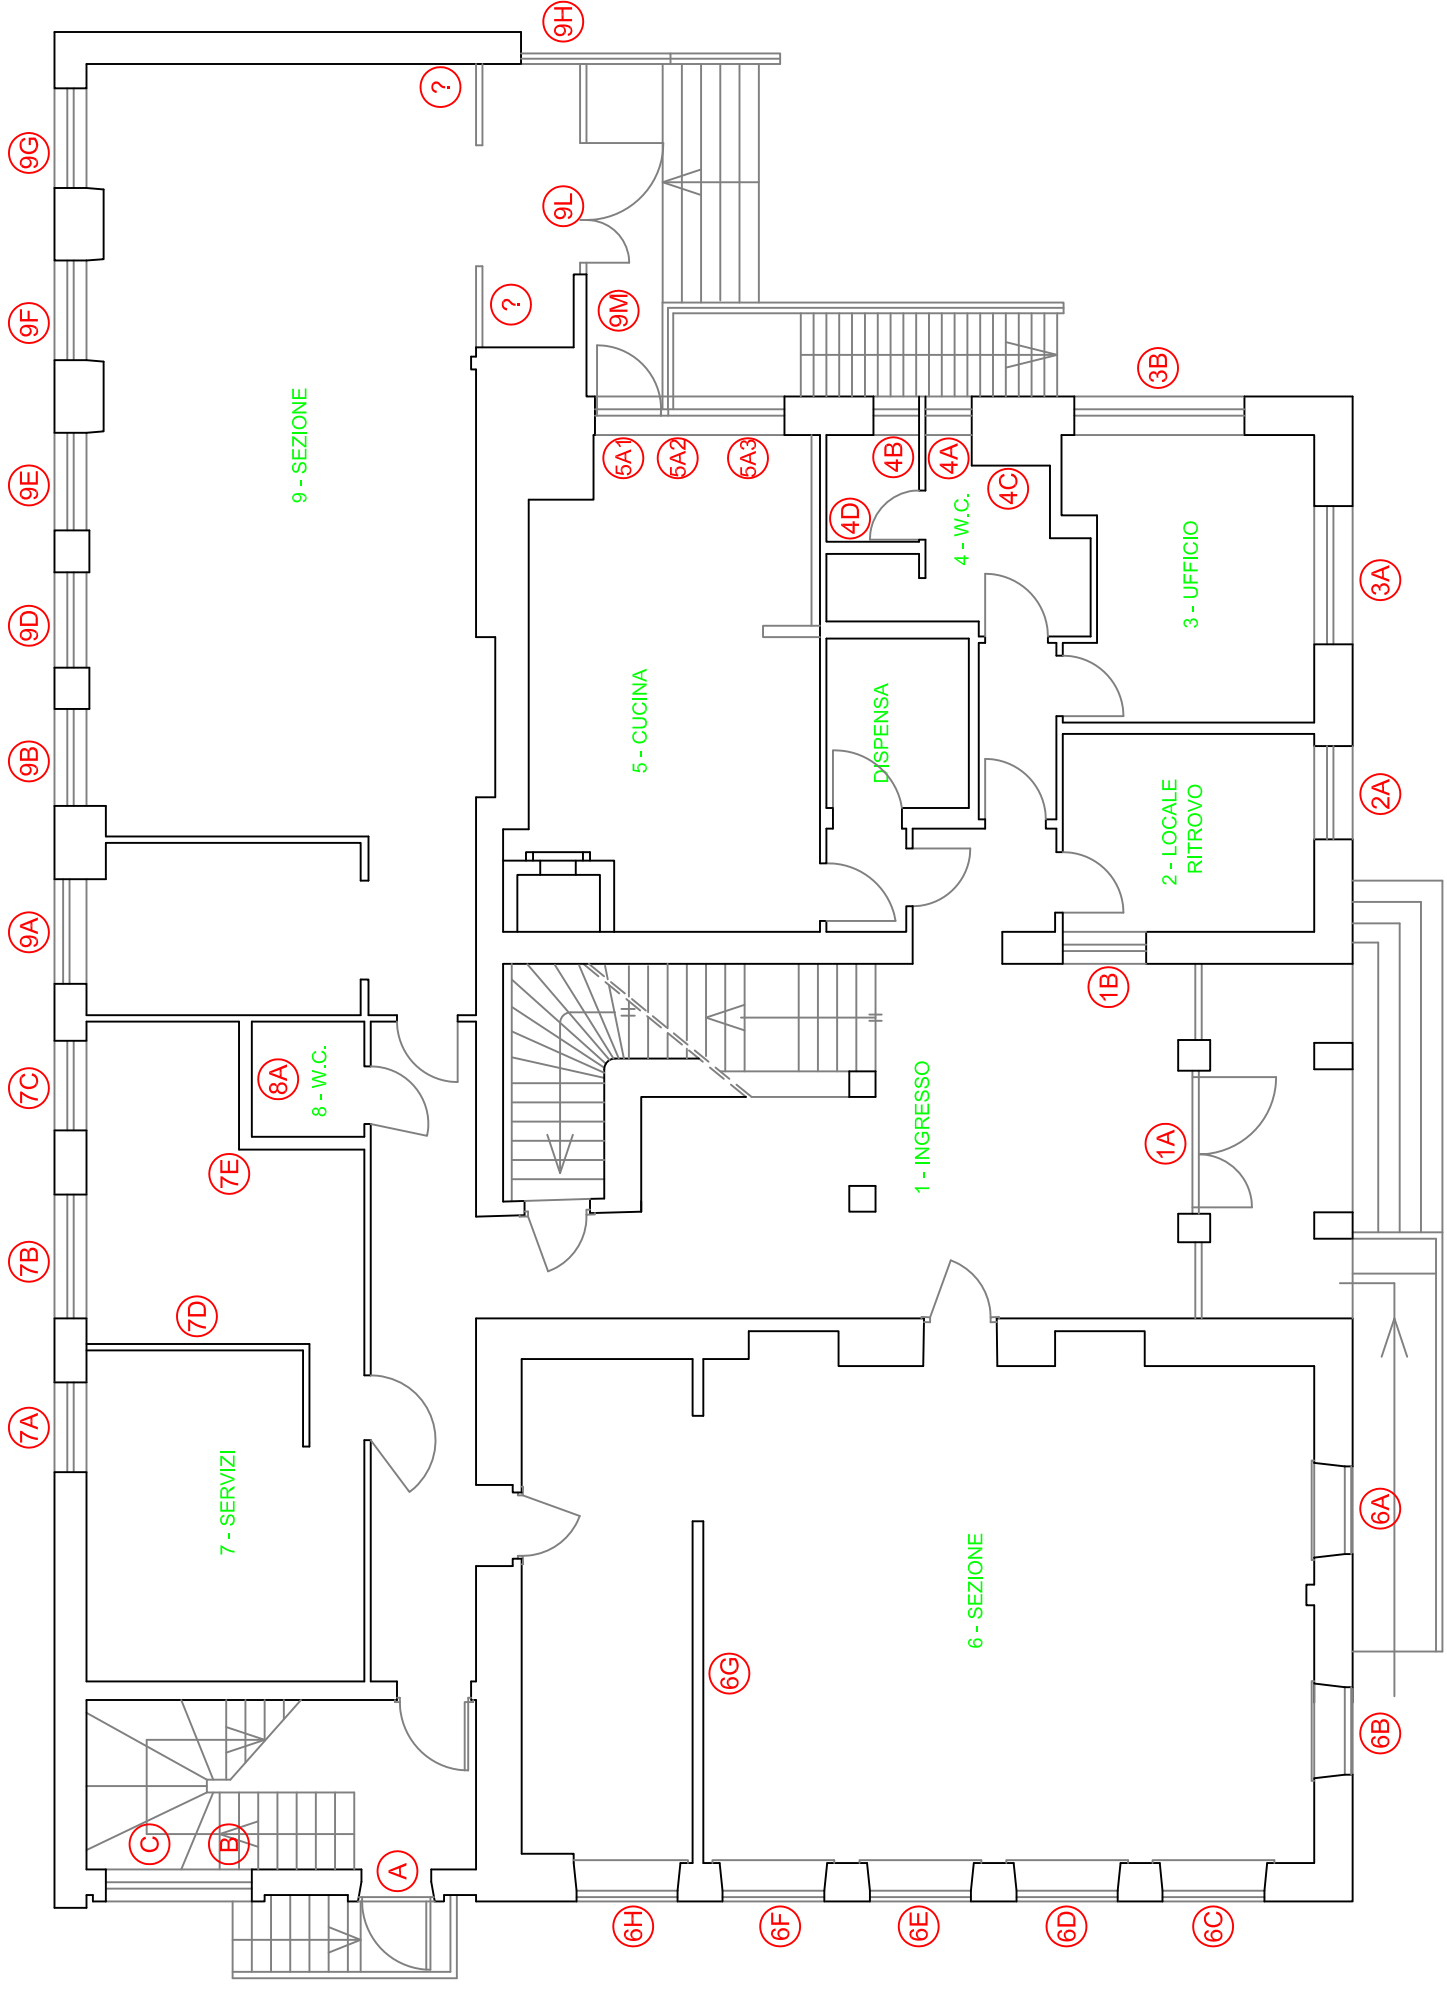 9H
?
9G
9L
?
9M
9F
9 - SEZIONE
9E
9D
9B
9A
3B
5A1
5A2
5A3
4B
4A
4C
4D
4 - W.C.
3 - UFFICIO
3A
5 - CUCINA
DISPENSA
2 - LOCALE
RITROVO
2A
1B
7C
8A
8 - W.C.
7E
1 - INGRESSO
1A
7B
7D
7A
7 - SERVIZI
6A
6 - SEZIONE
6G
6B
C
B
A
6H
6F
6E
6D
6C